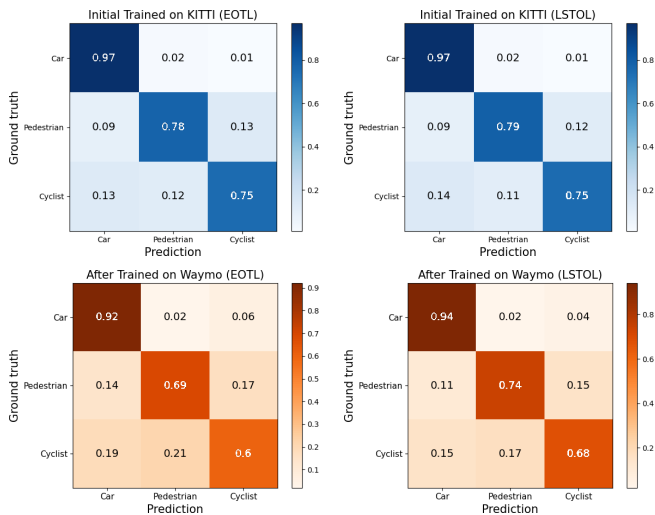 Initial Trained on KITTI (EOTL)
Car
0.97
0.02
0.01
Pedestrian
0.09
0.78
0.13
Cyclist
0.13
0.12
0.75
Car
Pedestrian
Cyclist
Prediction
Ground truth
0.8
0.6
0.4
0.2
Initial Trained on KITTI (LSTOL)
Car
0.97
0.02
0.01
Pedestrian
0.09
0.79
0.12
Cyclist
0.14
0.11
0.75
Car
Pedestrian
Cyclist
Prediction
Ground truth
0.8
0.6
0.4
0.2
After Trained on Waymo (EOTL)
Car
0.92
0.02
0.06
Pedestrian
0.14
0.69
0.17
Cyclist
0.19
0.21
0.6
Car
Pedestrian
Cyclist
Prediction
Ground truth
0.9
0.8
0.7
0.6
0.5
0.4
0.3
0.2
0.1
After Trained on Waymo (LSTOL)
Car
0.94
0.02
0.04
Pedestrian
0.11
0.74
0.15
Cyclist
0.15
0.17
0.68
Car
Pedestrian
Cyclist
Prediction
Ground truth
0.8
0.6
0.4
0.2